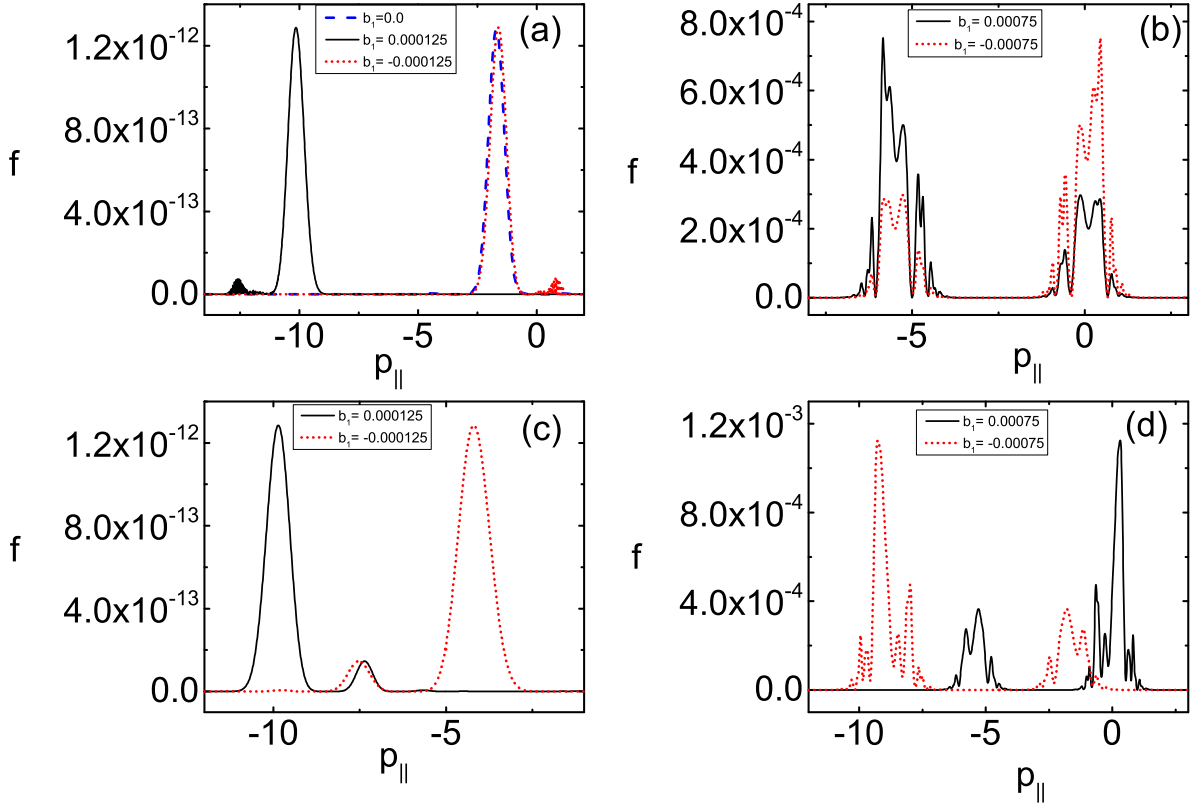 (a)
b₁=0.0
b₁= 0.000125
b₁= -0.000125
1.2x10⁻¹²
8.0x10⁻¹³
4.0x10⁻¹³
0.0
f
-10 -5 0
p||
(b)
b₁= 0.00075
b₁= -0.00075
8.0x10⁻⁴
6.0x10⁻⁴
4.0x10⁻⁴
2.0x10⁻⁴
0.0
f
-5 0
p||
(c)
b₁= 0.000125
b₁= -0.000125
1.2x10⁻¹²
8.0x10⁻¹³
4.0x10⁻¹³
0.0
f
-10 -5
p||
(d)
b₁= 0.00075
b₁= -0.00075
1.2x10⁻³
8.0x10⁻⁴
4.0x10⁻⁴
0.0
f
-10 -5 0
p||